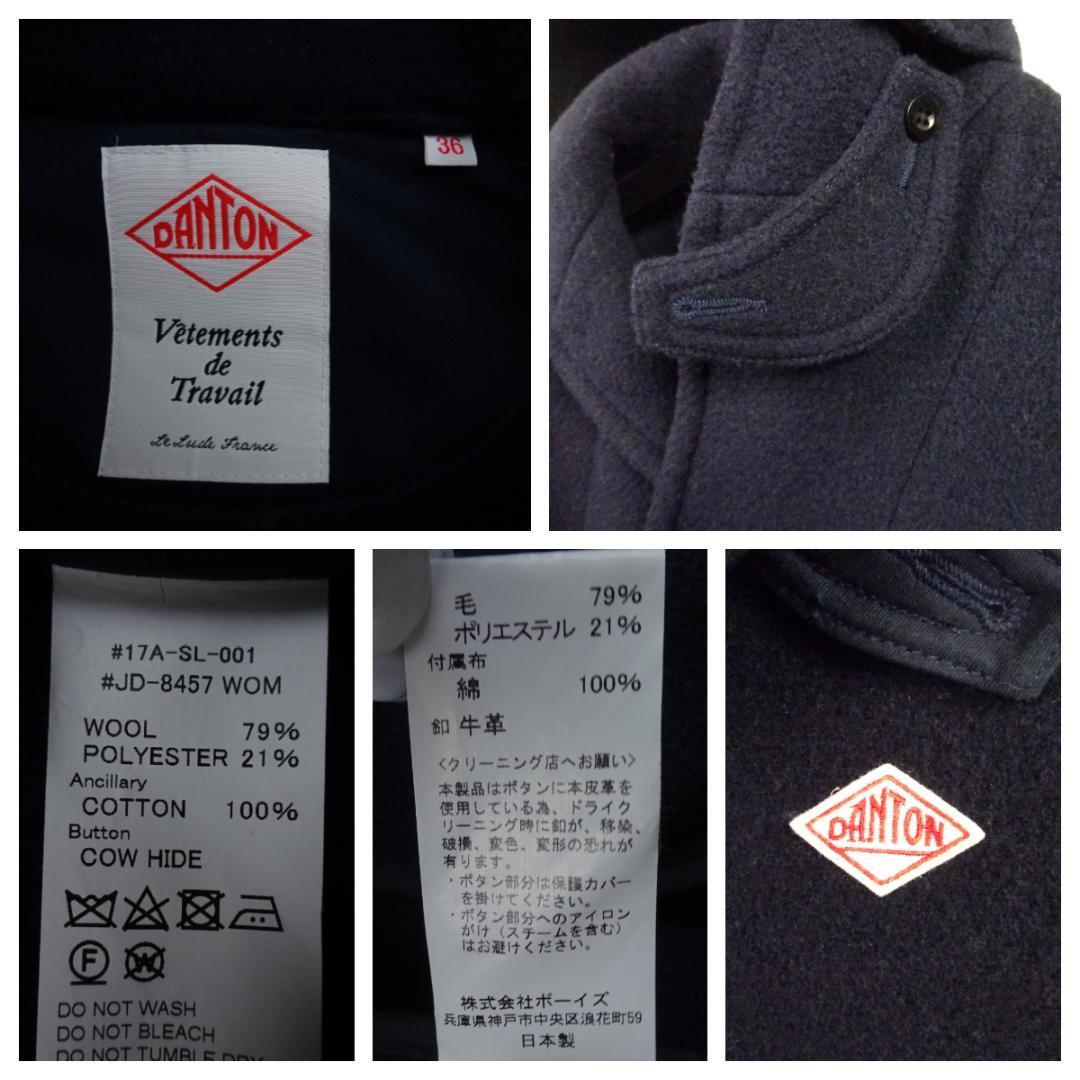 DANTON
36
Vêtements
de
Travail
Le Lude France
#17A-SL-001
#JD-8457 WOM
WOOL 79%
POLYESTER 21%
Ancillary
COTTON 100%
Button
COW HIDE
F W
DO NOT WASH
DO NOT BLEACH
DO NOT TUMBLE DRY
毛 79%
ポリエステル 21%
付属布
綿 100%
釦 牛革
<クリーニング店へお願い>
本製品はボタンに本皮革を
使用している為、ドライク
リーニング時に釦が、移染、
破損、変色、変形の恐れが
有ります。
・ボタン部分は保護カバー
を掛けてください。
・ボタン部分へのアイロン
がけ(スチームを含む)
はお避けください。
株式会社ボーイズ
兵庫県神戸市中央区浪花町59
日本製
DANTON